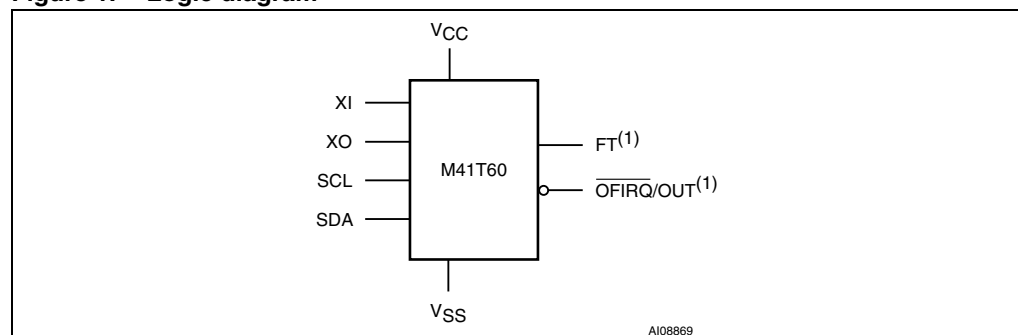 Figure 1. Logic diagram
VCC
XI
XO
SCL
SDA
M41T60
FT(1)
OFIRQ/OUT(1)
VSS
AI08869